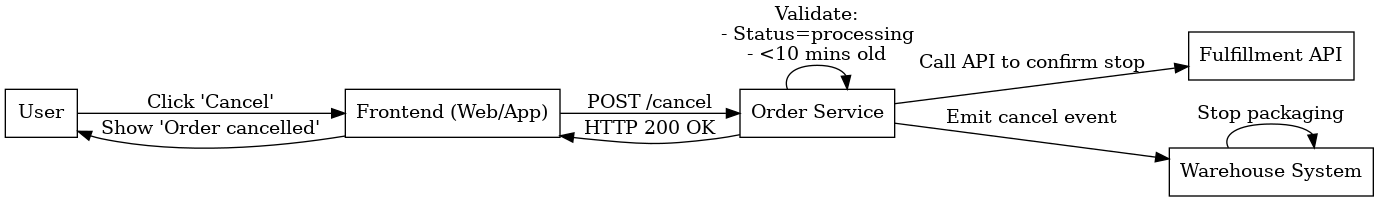 Validate:
- Status=processing
- <10 mins old
Call API to confirm stop
Fulfillment API
User
Click 'Cancel'
Show 'Order cancelled'
Frontend (Web/App)
POST /cancel
HTTP 200 OK
Order Service
Emit cancel event
Stop packaging
Warehouse System